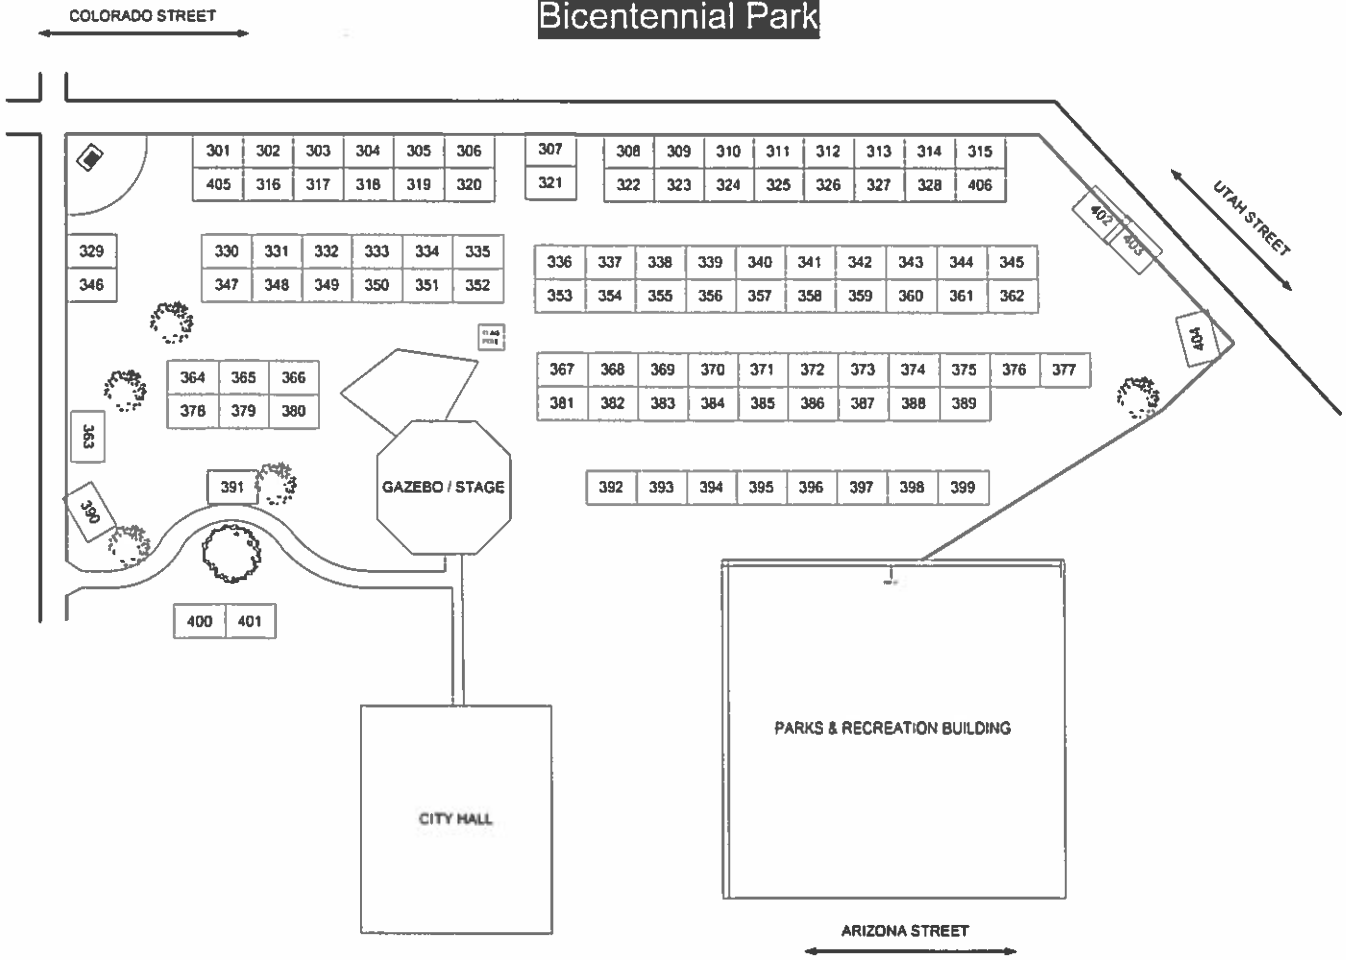 COLORADO STREET
Bicentennial Park
301 302 303 304 305 306 307 308 309 310 311 312 313 314 315
405 316 317 318 319 320 321 322 323 324 325 326 327 328 406
402
403
UTAH STREET
329 330 331 332 333 334 335 336 337 338 339 340 341 342 343 344 345
346 347 348 349 350 351 352 353 354 355 356 357 358 359 360 361 362
FLAG
POLE
404
364 365 366 367 368 369 370 371 372 373 374 375 376 377
378 379 380 381 382 383 384 385 386 387 388 389
363
391 GAZEBO / STAGE 392 393 394 395 396 397 398 399
390
400 401
PARKS & RECREATION BUILDING
CITY HALL
ARIZONA STREET